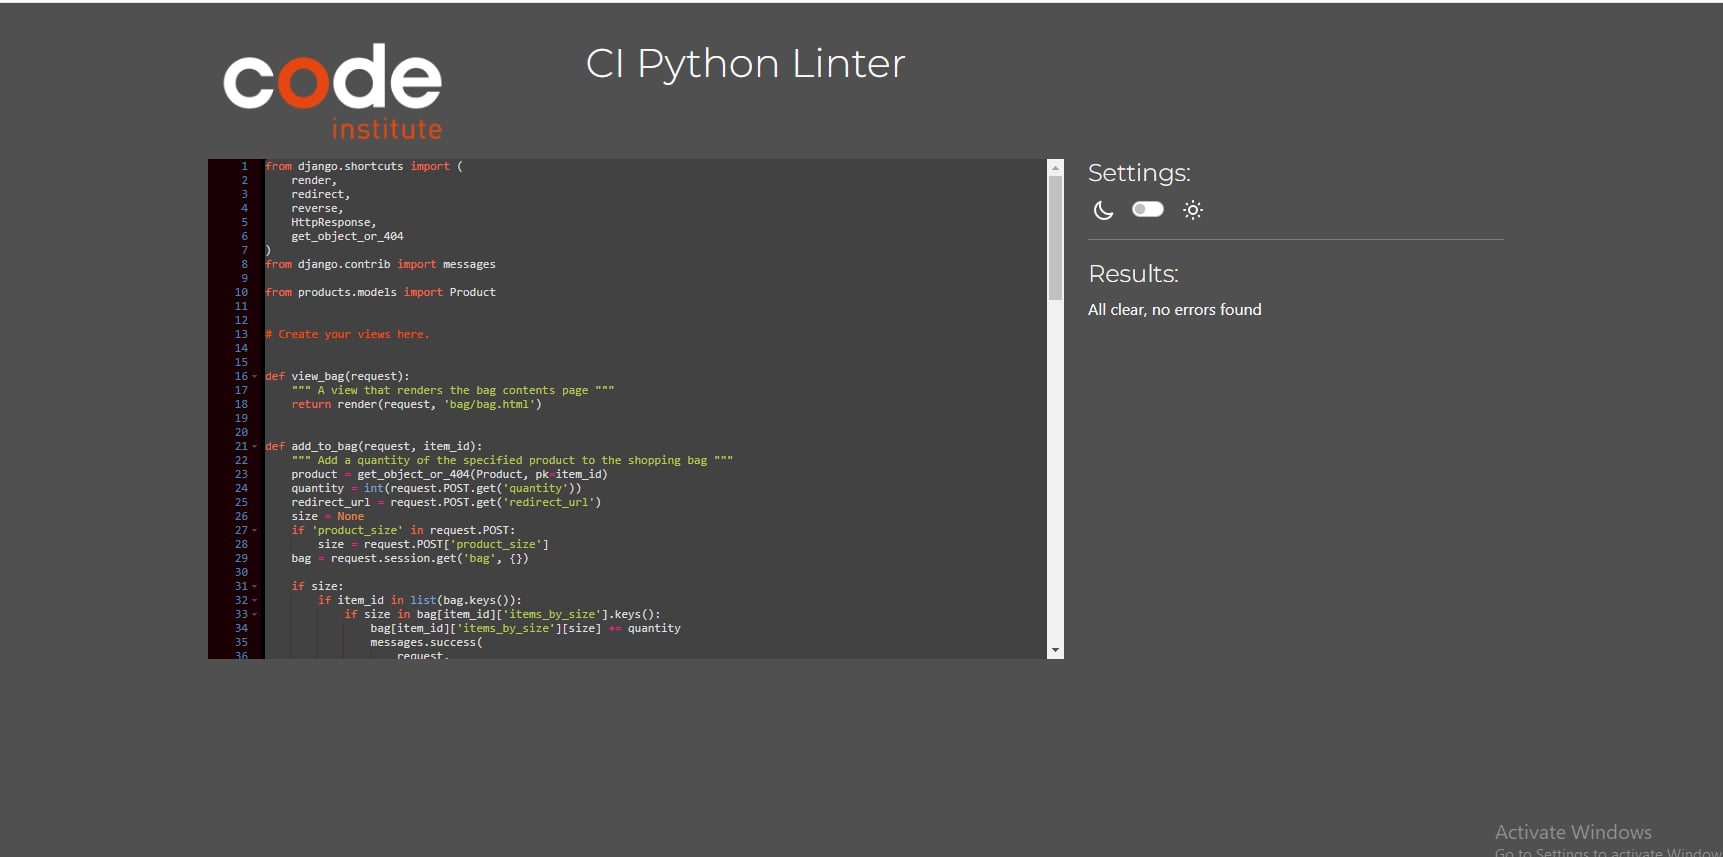 code
institute
CI Python Linter
1 from django.shortcuts import (
2     render,
3     redirect,
4     reverse,
5     HttpResponse,
6     get_object_or_404
7 )
8 from django.contrib import messages
9
10 from products.models import Product
11
12
13 # Create your views here.
14
15
16 def view_bag(request):
17     """ A view that renders the bag contents page """
18     return render(request, 'bag/bag.html')
19
20
21 def add_to_bag(request, item_id):
22     """ Add a quantity of the specified product to the shopping bag """
23     product = get_object_or_404(Product, pk=item_id)
24     quantity = int(request.POST.get('quantity'))
25     redirect_url = request.POST.get('redirect_url')
26     size = None
27     if 'product_size' in request.POST:
28         size = request.POST['product_size']
29     bag = request.session.get('bag', {})
30
31     if size:
32         if item_id in list(bag.keys()):
33             if size in bag[item_id]['items_by_size'].keys():
34                 bag[item_id]['items_by_size'][size] += quantity
35                 messages.success(
36                     request,
Settings:
Results:
All clear, no errors found
Activate Windows
Go to Settings to activate Window